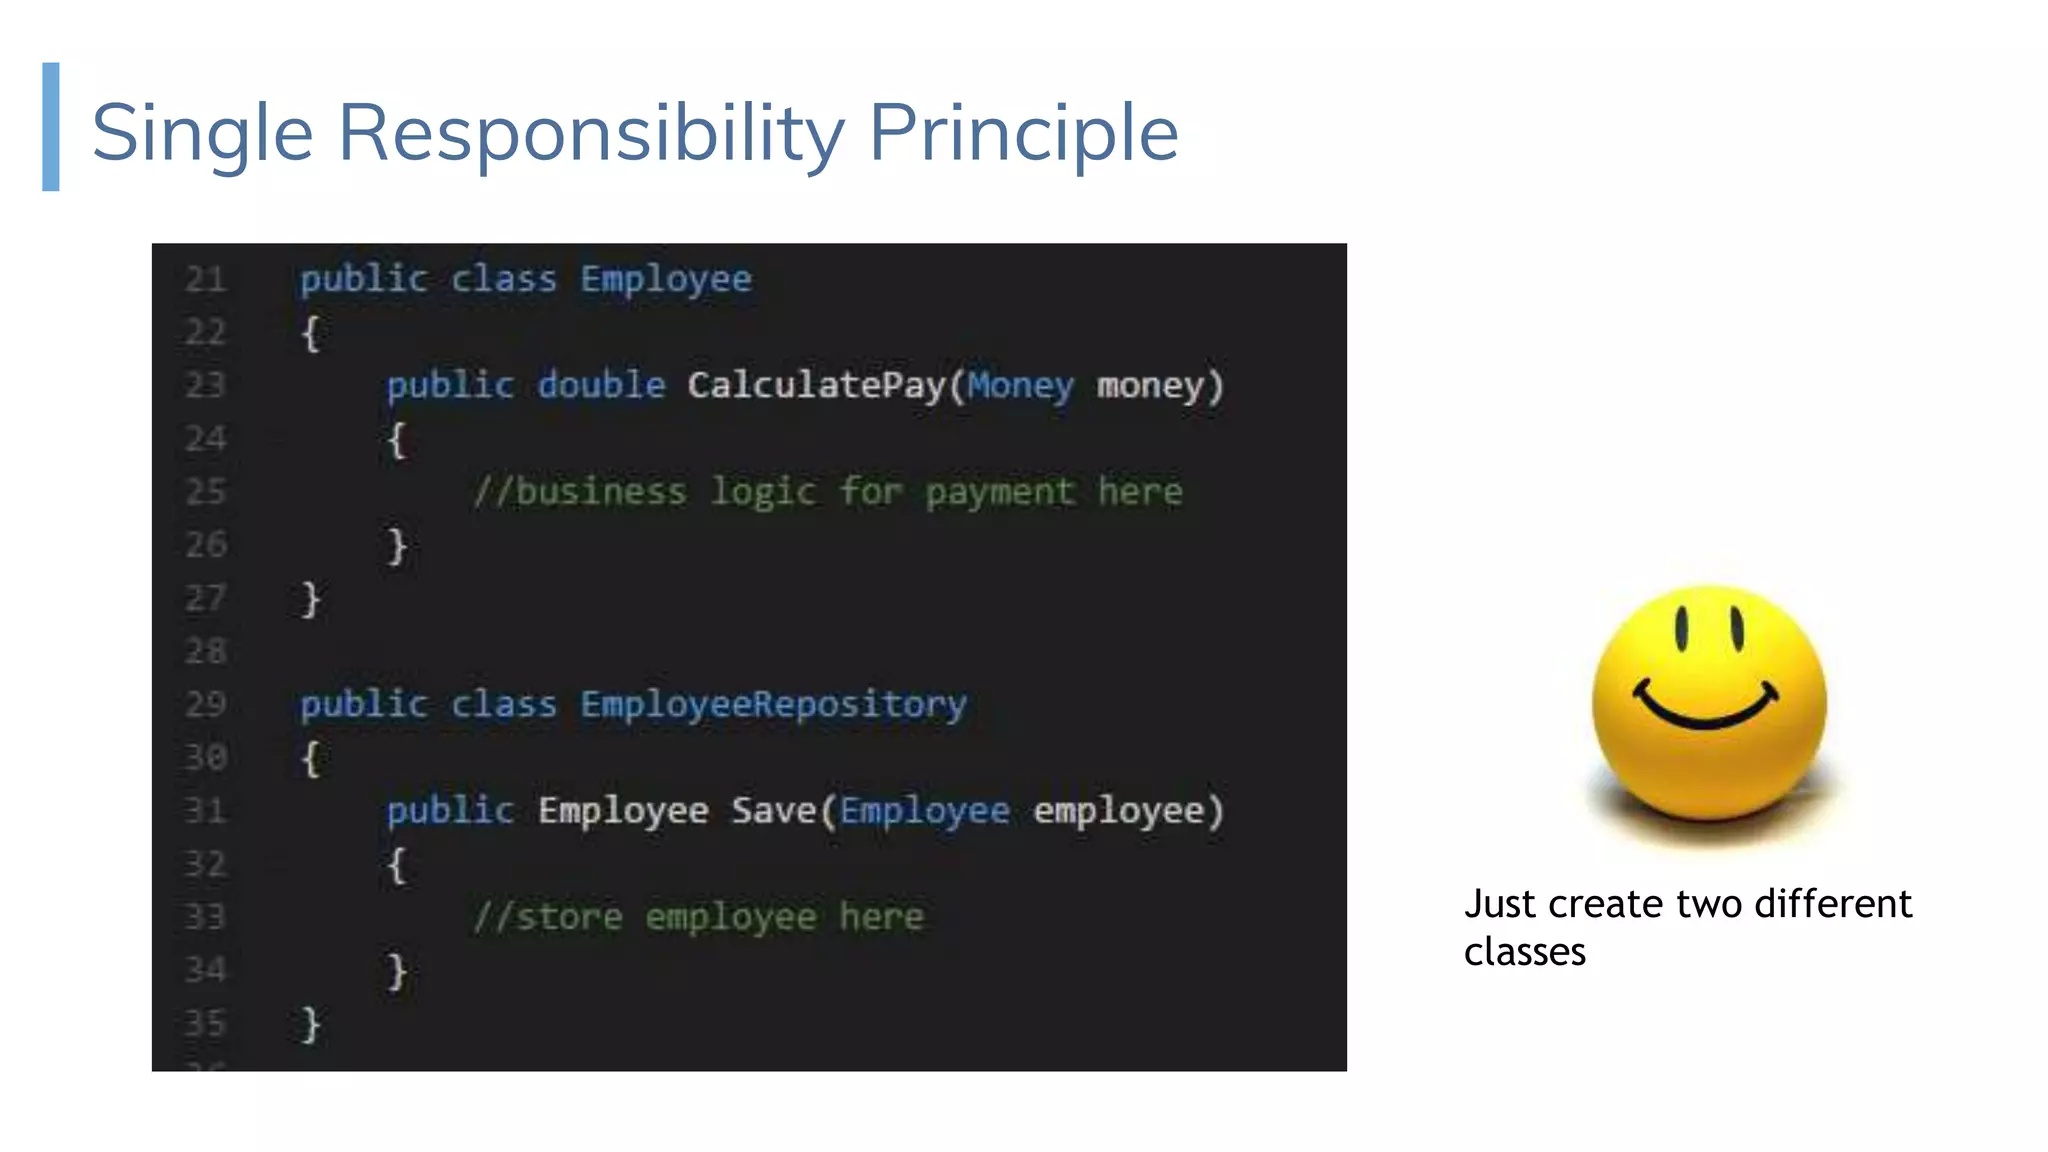 Single Responsibility Principle
21 public class Employee
22 {
23 public double CalculatePay(Money money)
24 {
25 //business logic for payment here
26 }
27 }
28
29 public class EmployeeRepository
30 {
31 public Employee Save(Employee employee)
32 {
33 //store employee here
34 }
35 }
Just create two different
classes